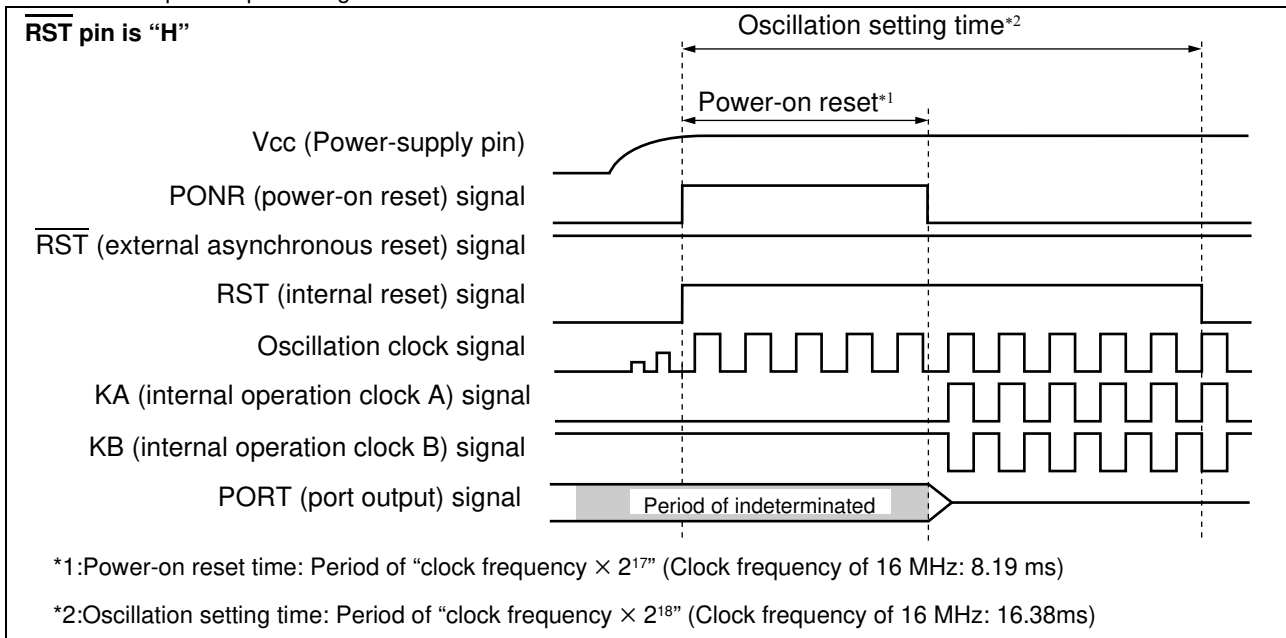 RST pin is “H”
Oscillation setting time*2
Power-on reset*1
Vcc (Power-supply pin)
PONR (power-on reset) signal
RST (external asynchronous reset) signal
RST (internal reset) signal
Oscillation clock signal
KA (internal operation clock A) signal
KB (internal operation clock B) signal
PORT (port output) signal
Period of indeterminated
*1:Power-on reset time: Period of “clock frequency × 2¹⁷” (Clock frequency of 16 MHz: 8.19 ms)
*2:Oscillation setting time: Period of “clock frequency × 2¹⁸” (Clock frequency of 16 MHz: 16.38ms)